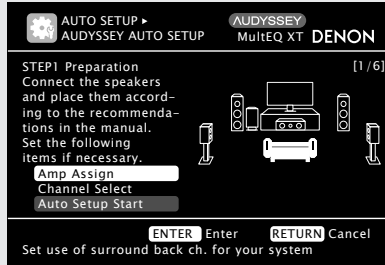 AUTO SETUP ▸
AUDYSSEY AUTO SETUP
AUDYSSEY
MultEQ XT DENON
STEP1 Preparation
[1/6]
Connect the speakers
and place them accord-
ing to the recommenda-
tions in the manual.
Set the following
items if necessary.
Amp Assign
Channel Select
Auto Setup Start
ENTER Enter RETURN Cancel
Set use of surround back ch. for your system